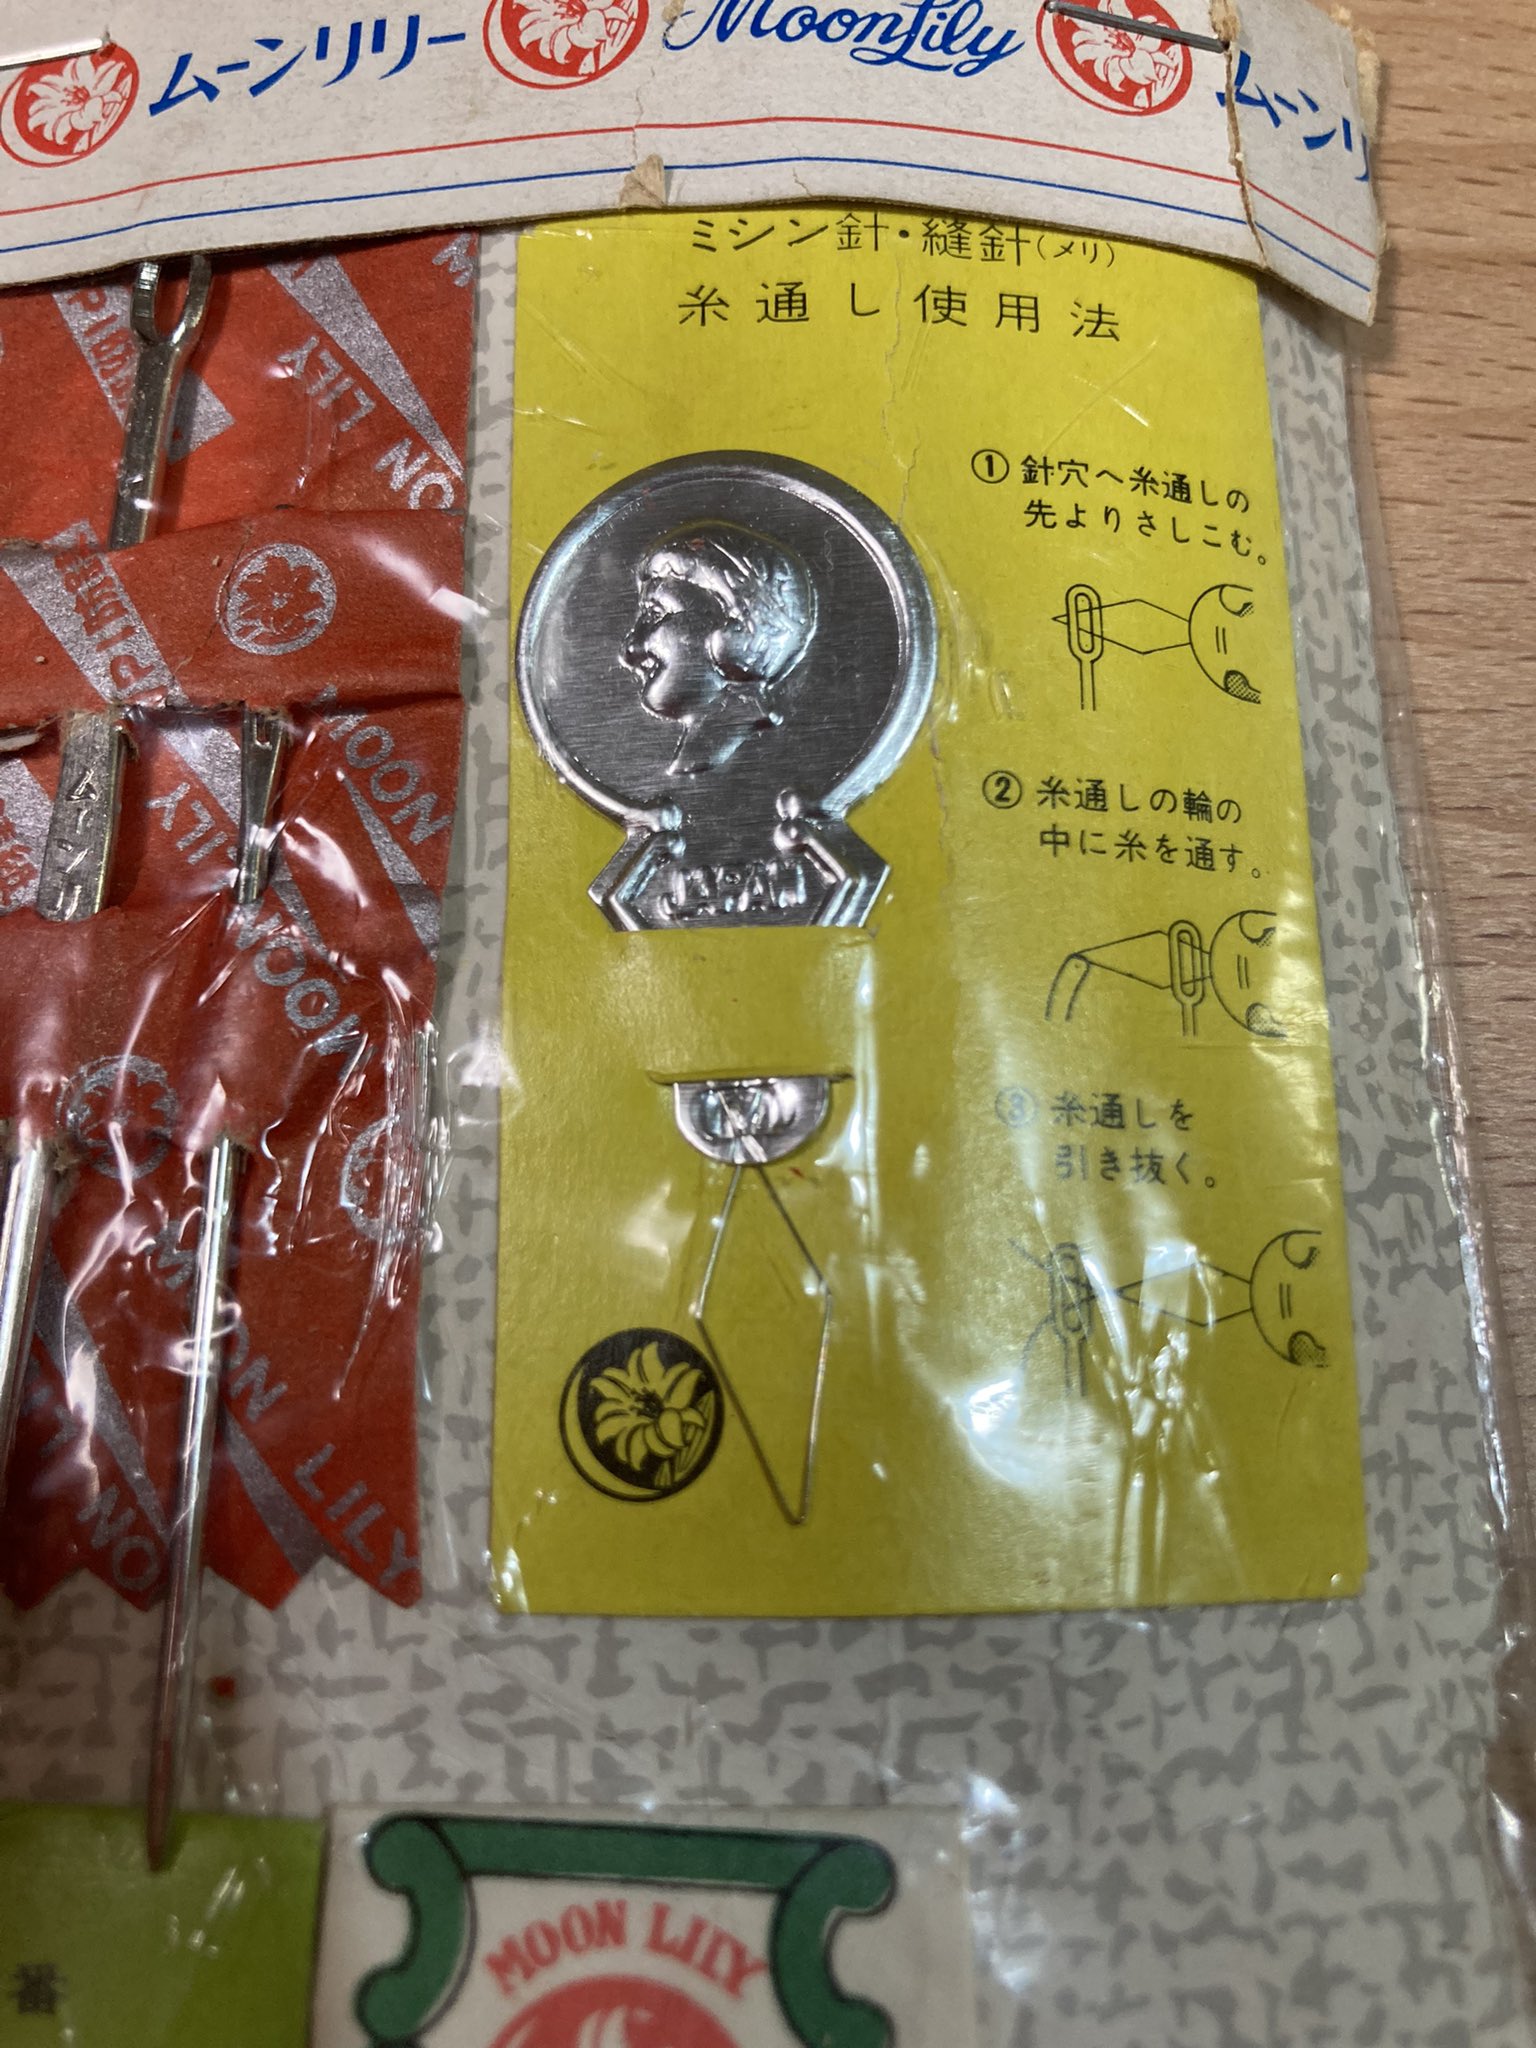 ムーンリリー
MoonLily
ムーンリ
ミシン針・縫針(メリ)
糸通し使用法
①針穴へ糸通しの
先よりさしこむ。
②糸通しの輪の
中に糸を通す。
③糸通しを
引き抜く。
JAPAN
LILY
MOON
LILY
MOON
LILY
MOON LILY
番